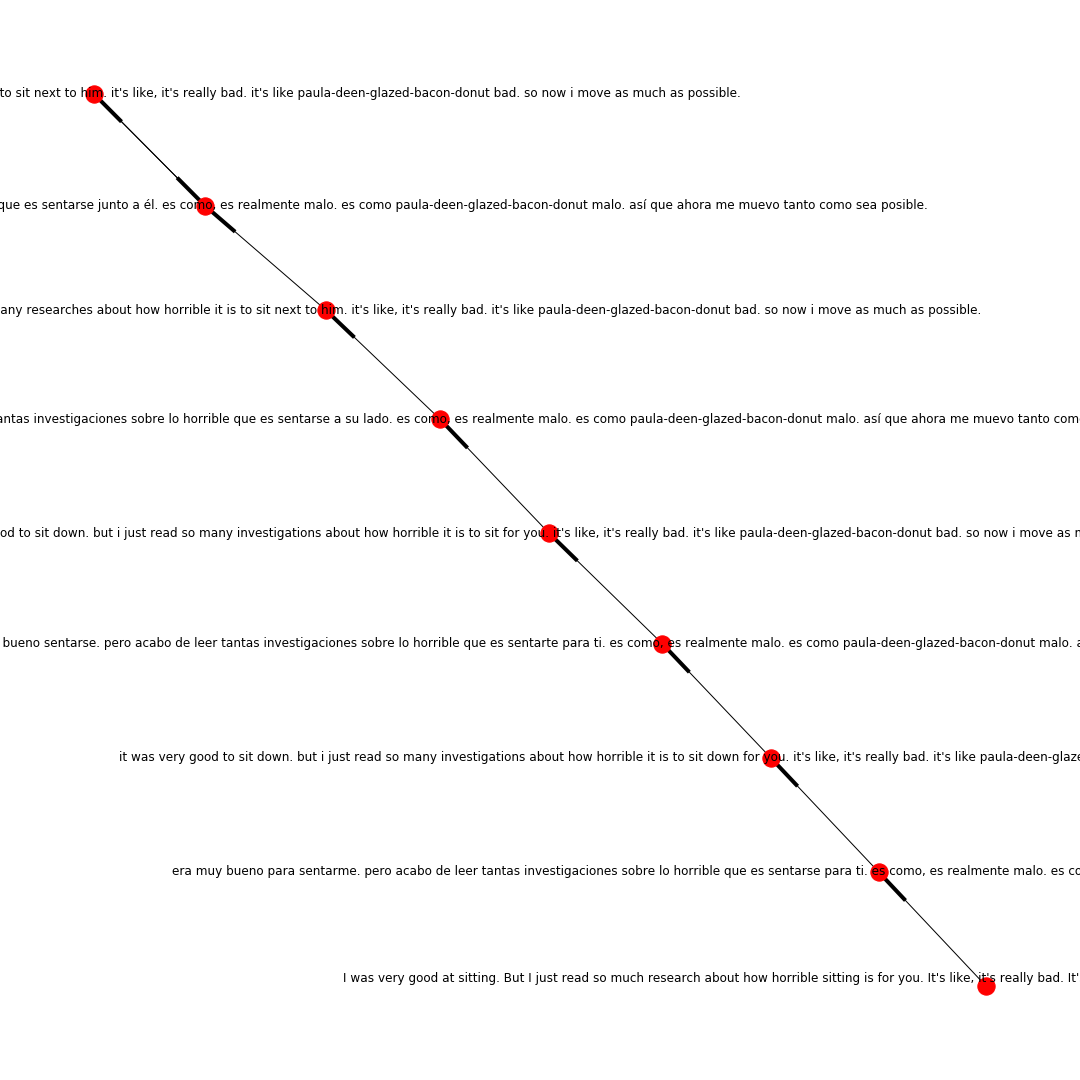 to sit next to him. it's like, it's really bad. it's like paula-deen-glazed-bacon-donut bad. so now i move as much as possible.
que es sentarse junto a él. es como, es realmente malo. es como paula-deen-glazed-bacon-donut malo. así que ahora me muevo tanto como sea posible.
any researches about how horrible it is to sit next to him. it's like, it's really bad. it's like paula-deen-glazed-bacon-donut bad. so now i move as much as possible.
antas investigaciones sobre lo horrible que es sentarse a su lado. es como, es realmente malo. es como paula-deen-glazed-bacon-donut malo. así que ahora me muevo tanto com
od to sit down. but i just read so many investigations about how horrible it is to sit for you. it's like, it's really bad. it's like paula-deen-glazed-bacon-donut bad. so now i move as
bueno sentarse. pero acabo de leer tantas investigaciones sobre lo horrible que es sentarte para ti. es como, es realmente malo. es como paula-deen-glazed-bacon-donut malo.
it was very good to sit down. but i just read so many investigations about how horrible it is to sit down for you. it's like, it's really bad. it's like paula-deen-glaze
era muy bueno para sentarme. pero acabo de leer tantas investigaciones sobre lo horrible que es sentarse para ti. es como, es realmente malo. es co
I was very good at sitting. But I just read so much research about how horrible sitting is for you. It's like, it's really bad. It'